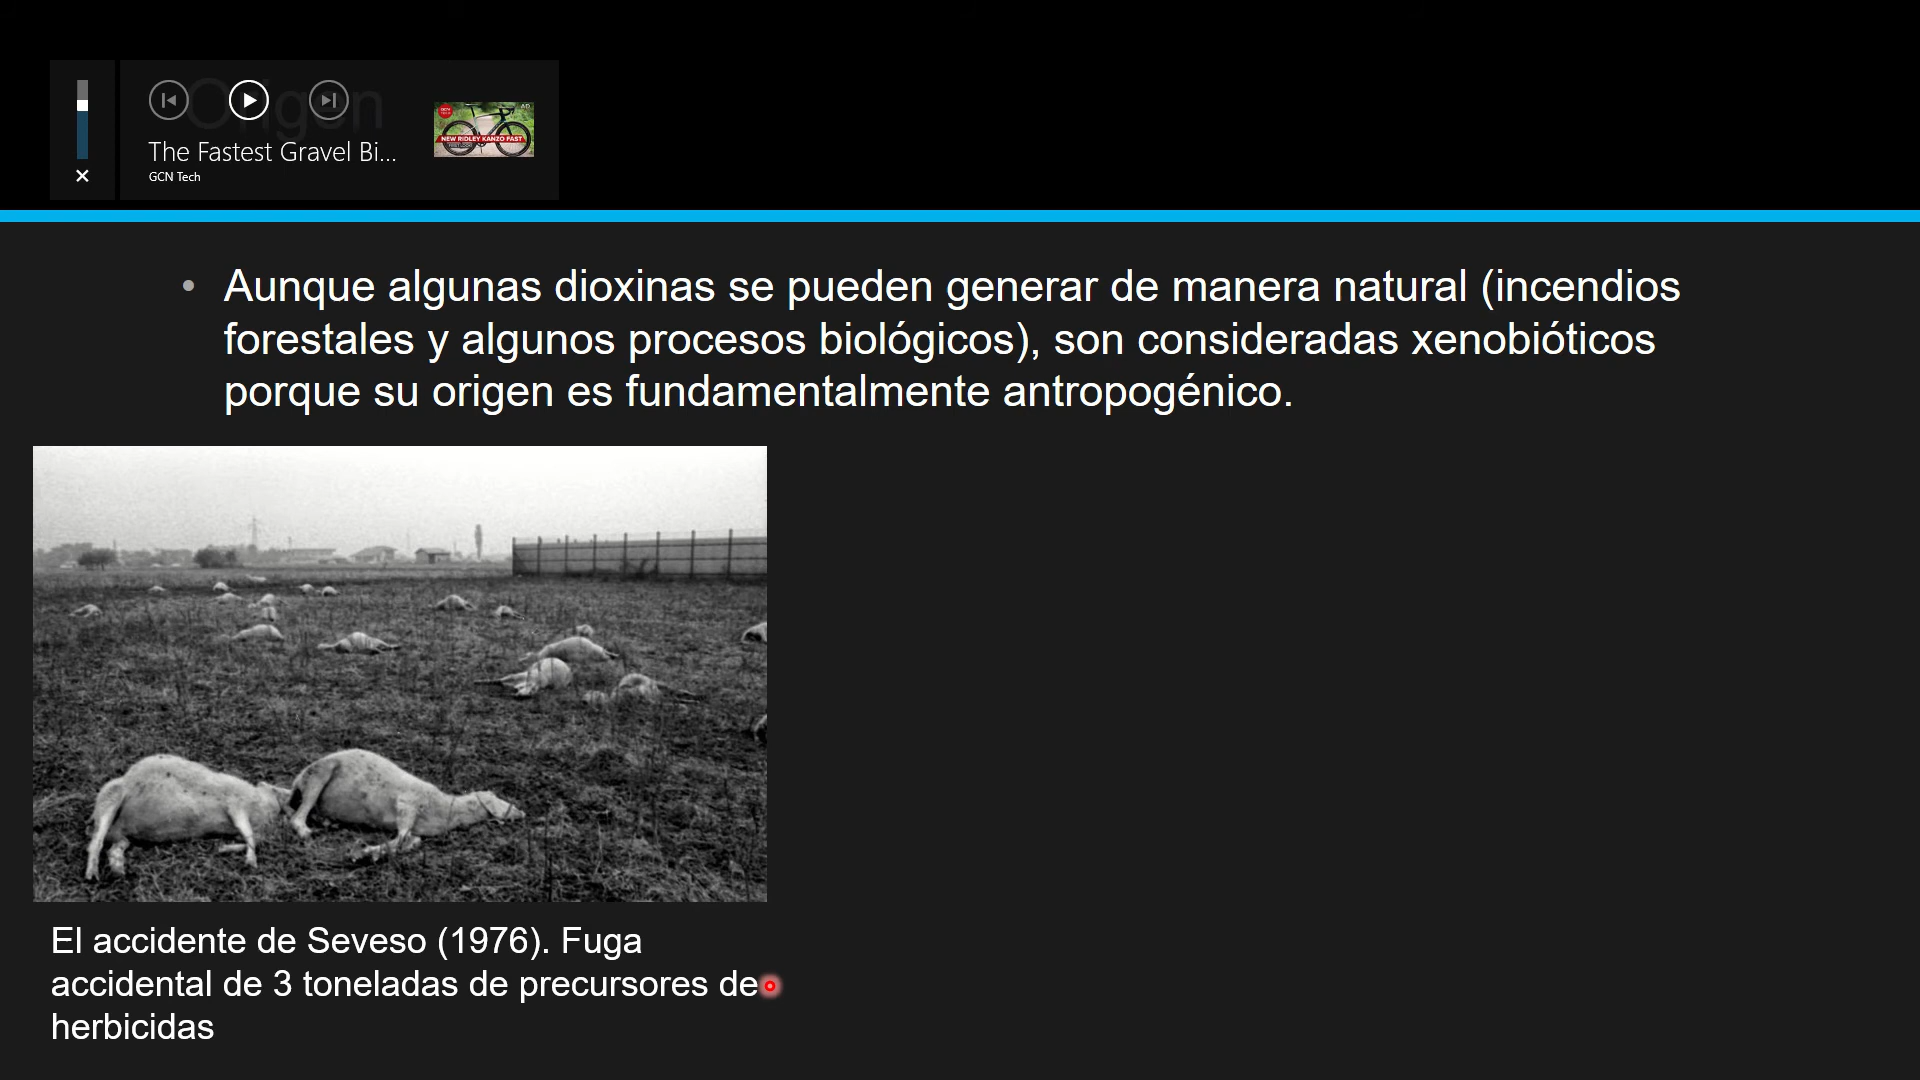 Origen
The Fastest Gravel Bi...
GCN Tech
AD
NEW RIDLEY KANZO FAST
Aunque algunas dioxinas se pueden generar de manera natural (incendios
forestales y algunos procesos biológicos), son consideradas xenobióticos
porque su origen es fundamentalmente antropogénico.
El accidente de Seveso (1976). Fuga
accidental de 3 toneladas de precursores de
herbicidas